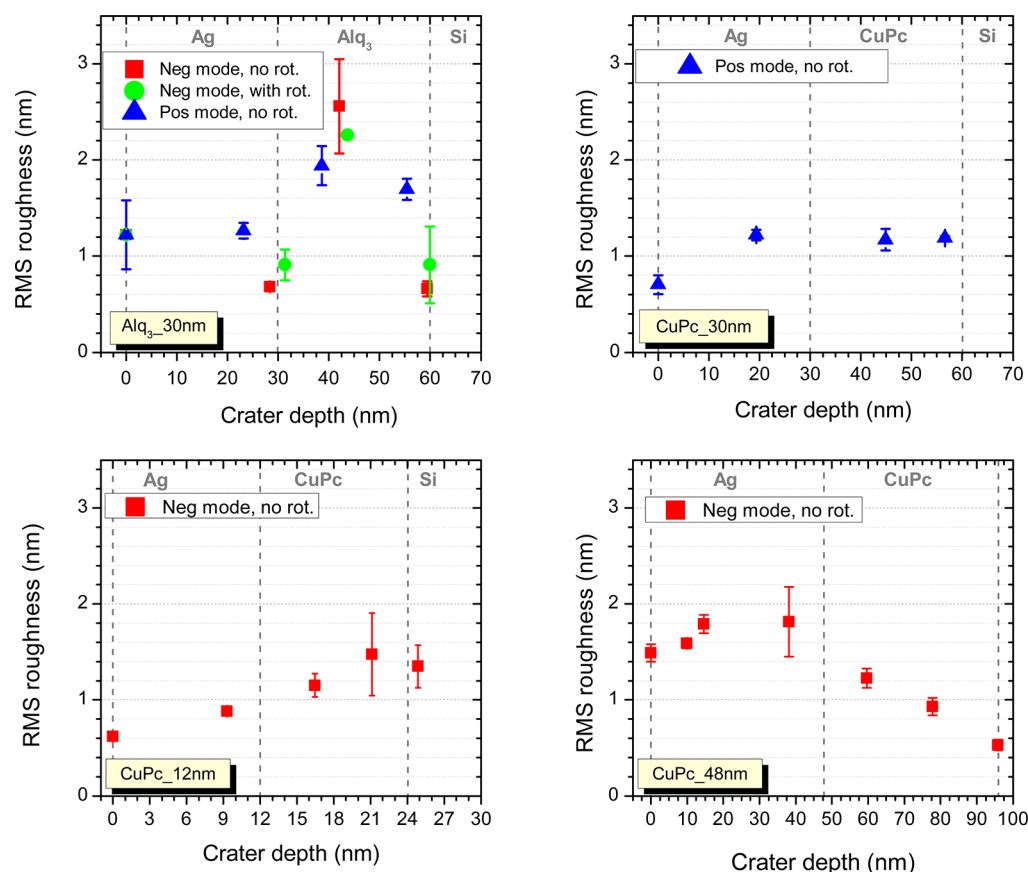 Ag Alq3 Si
Neg mode, no rot.
Neg mode, with rot.
Pos mode, no rot.
RMS roughness (nm)
3
2
1
0
Alq3_30nm
0 10 20 30 40 50 60 70
Crater depth (nm)
Ag CuPc Si
Pos mode, no rot.
RMS roughness (nm)
3
2
1
0
CuPc_30nm
0 10 20 30 40 50 60 70
Crater depth (nm)
Ag CuPc Si
Neg mode, no rot.
RMS roughness (nm)
3
2
1
0
CuPc_12nm
0 3 6 9 12 15 18 21 24 27 30
Crater depth (nm)
Ag CuPc
Neg mode, no rot.
RMS roughness (nm)
3
2
1
0
CuPc_48nm
0 10 20 30 40 50 60 70 80 90 100
Crater depth (nm)